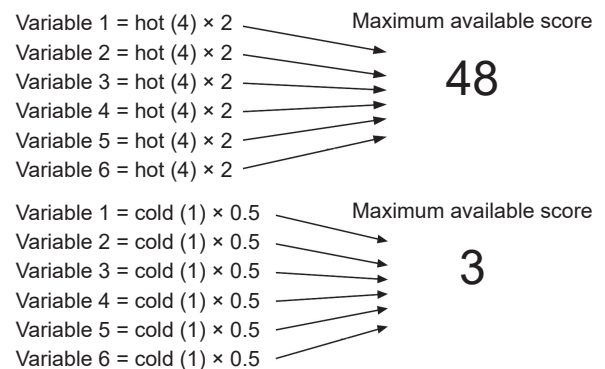 Variable 1 = hot (4) × 2
Variable 2 = hot (4) × 2
Variable 3 = hot (4) × 2
Variable 4 = hot (4) × 2
Variable 5 = hot (4) × 2
Variable 6 = hot (4) × 2
Maximum available score
48
Variable 1 = cold (1) × 0.5
Variable 2 = cold (1) × 0.5
Variable 3 = cold (1) × 0.5
Variable 4 = cold (1) × 0.5
Variable 5 = cold (1) × 0.5
Variable 6 = cold (1) × 0.5
Maximum available score
3